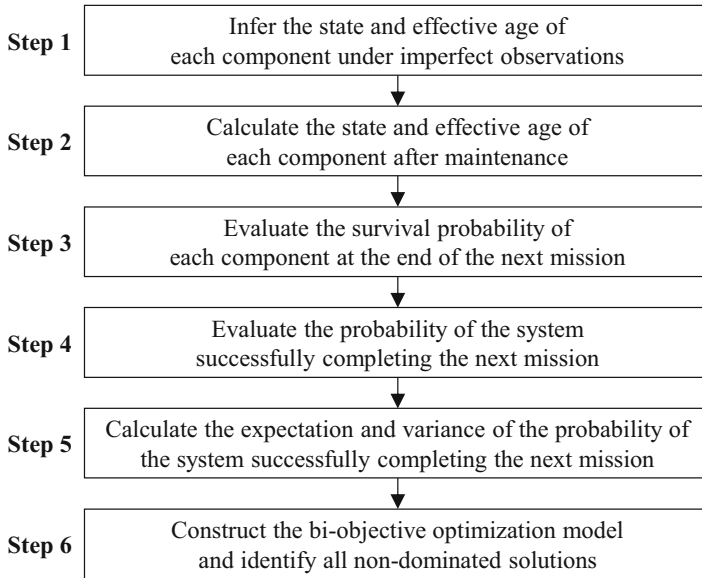 Step 1
Infer the state and effective age of
each component under imperfect observations
Step 2
Calculate the state and effective age of
each component after maintenance
Step 3
Evaluate the survival probability of
each component at the end of the next mission
Step 4
Evaluate the probability of the system
successfully completing the next mission
Step 5
Calculate the expectation and variance of the probability of
the system successfully completing the next mission
Step 6
Construct the bi-objective optimization model
and identify all non-dominated solutions